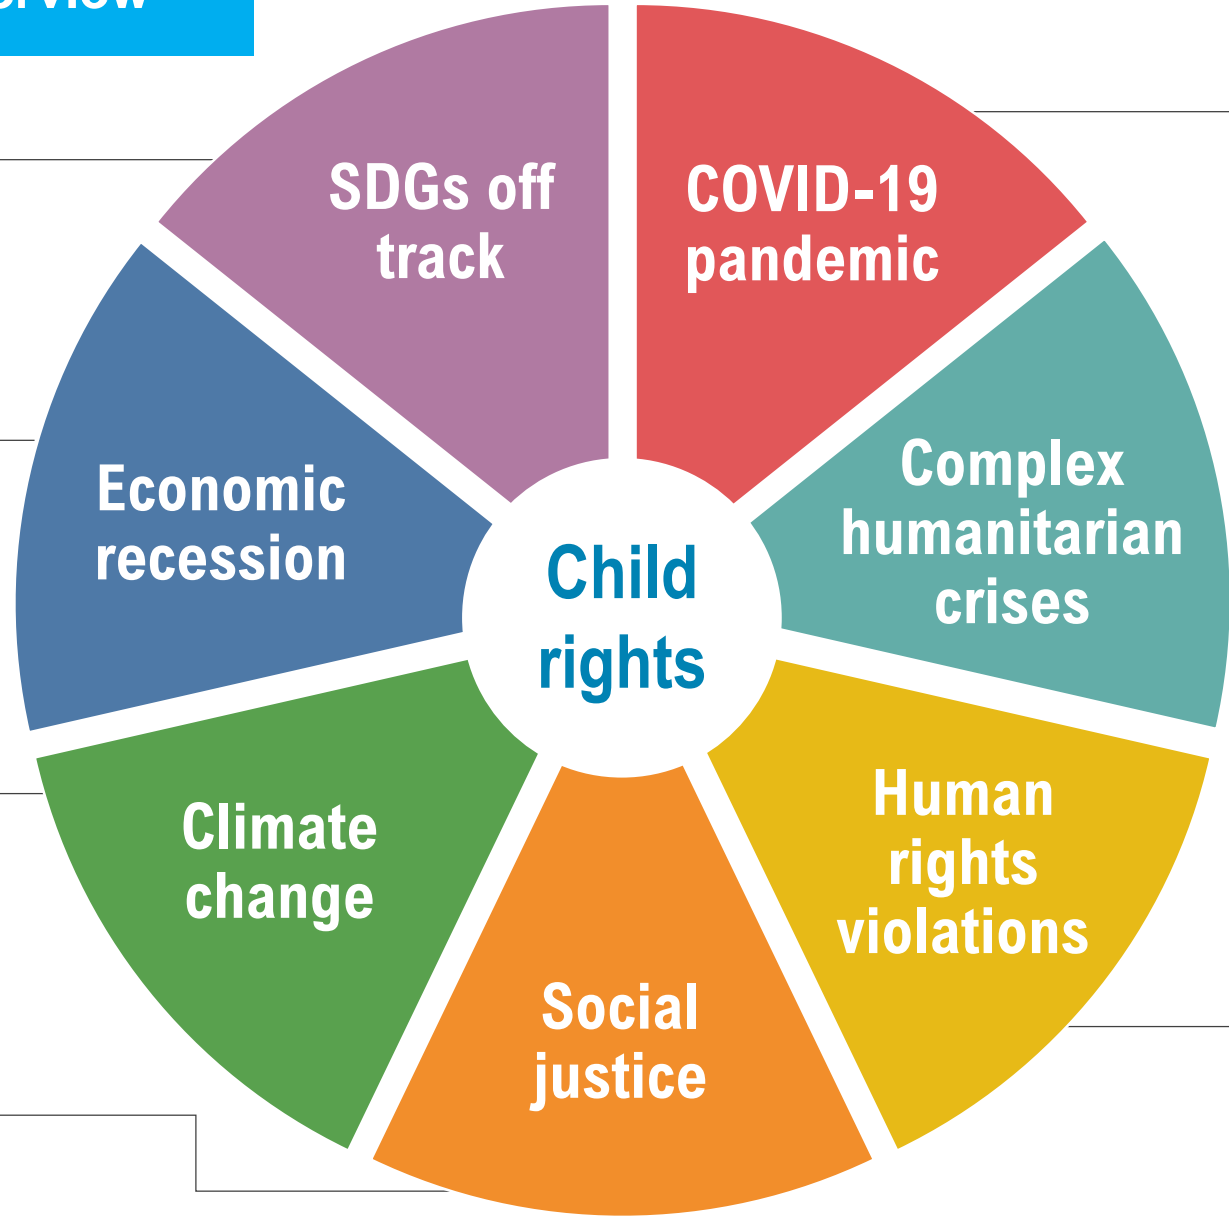 SDGs off
track
COVID-19
pandemic
Complex
humanitarian
crises
Human
rights
violations
Social
justice
Climate
change
Economic
recession
Child
rights